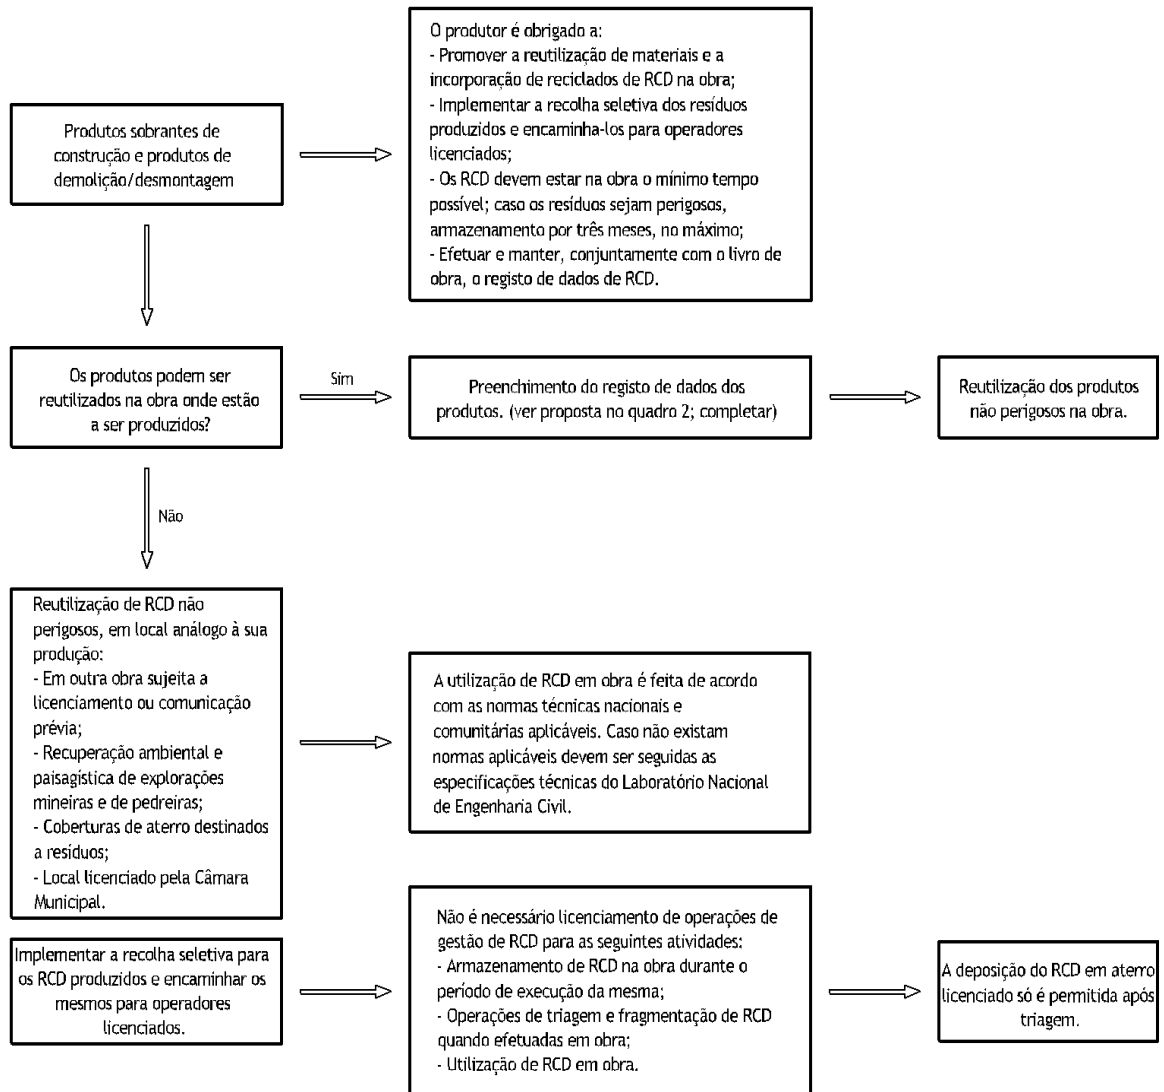 O produtor é obrigado a:
- Promover a reutilização de materiais e a
incorporação de reciclados de RCD na obra;
- Implementar a recolha seletiva dos resíduos
produzidos e encaminha-los para operadores
licenciados;
- Os RCD devem estar na obra o mínimo tempo
possível; caso os resíduos sejam perigosos,
armazenamento por três meses, no máximo;
- Efetuar e manter, conjuntamente com o livro de
obra, o registo de dados de RCD.
Produtos sobrantes de
construção e produtos de
demolição/desmontagem
Os produtos podem ser
reutilizados na obra onde estão
a ser produzidos?
Sim
Preenchimento do registo de dados dos
produtos. (ver proposta no quadro 2; completar)
Reutilização dos produtos
não perigosos na obra.
Não
Reutilização de RCD não
perigosos, em local análogo à sua
produção:
- Em outra obra sujeita a
licenciamento ou comunicação
prévia;
- Recuperação ambiental e
paisagística de explorações
mineiras e de pedreiras;
- Coberturas de aterro destinados
a resíduos;
- Local licenciado pela Câmara
Municipal.
A utilização de RCD em obra é feita de acordo
com as normas técnicas nacionais e
comunitárias aplicáveis. Caso não existam
normas aplicáveis devem ser seguidas as
especificações técnicas do Laboratório Nacional
de Engenharia Civil.
Implementar a recolha seletiva para
os RCD produzidos e encaminhar os
mesmos para operadores
licenciados.
Não é necessário licenciamento de operações de
gestão de RCD para as seguintes atividades:
- Armazenamento de RCD na obra durante o
período de execução da mesma;
- Operações de triagem e fragmentação de RCD
quando efetuadas em obra;
- Utilização de RCD em obra.
A deposição do RCD em aterro
licenciado só é permitida após
triagem.